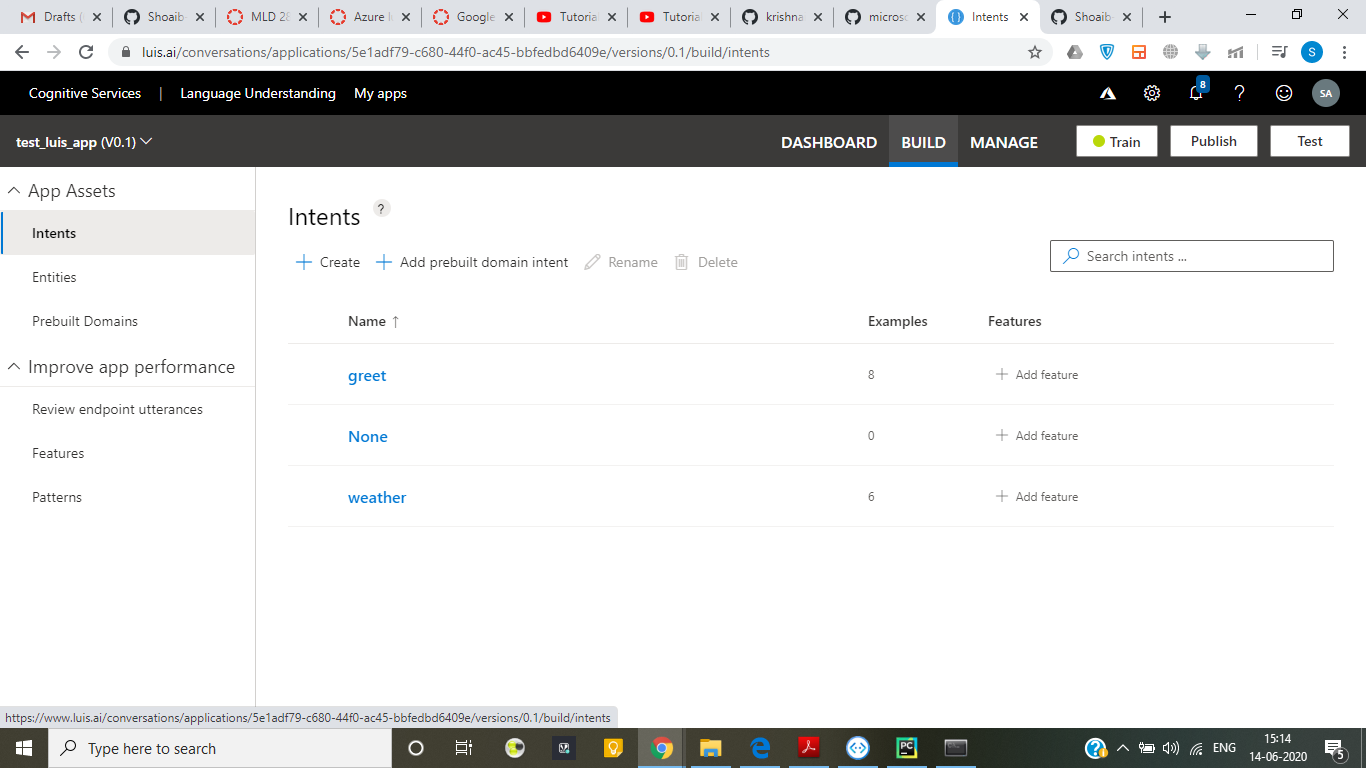 Drafts (
Shoaib
MLD 28
Azure l
Google
Tutoria
Tutoria
krishna
micros
Intents
Shoaib-
luis.ai/conversations/applications/5e1adf79-c680-44f0-ac45-bbfedbd6409e/versions/0.1/build/intents
S
Cognitive Services | Language Understanding My apps
8
?
SA
test_luis_app (V0.1)
DASHBOARD BUILD MANAGE Train Publish Test
App Assets
Intents
Entities
Prebuilt Domains
Improve app performance
Review endpoint utterances
Features
Patterns
Intents ?
+ Create + Add prebuilt domain intent Rename Delete
Search intents ...
Name ↑ Examples Features
greet 8 + Add feature
None 0 + Add feature
weather 6 + Add feature
https://www.luis.ai/conversations/applications/5e1adf79-c680-44f0-ac45-bbfedbd6409e/versions/0.1/build/intents
Type here to search
PC
ENG
15:14
14-06-2020
5